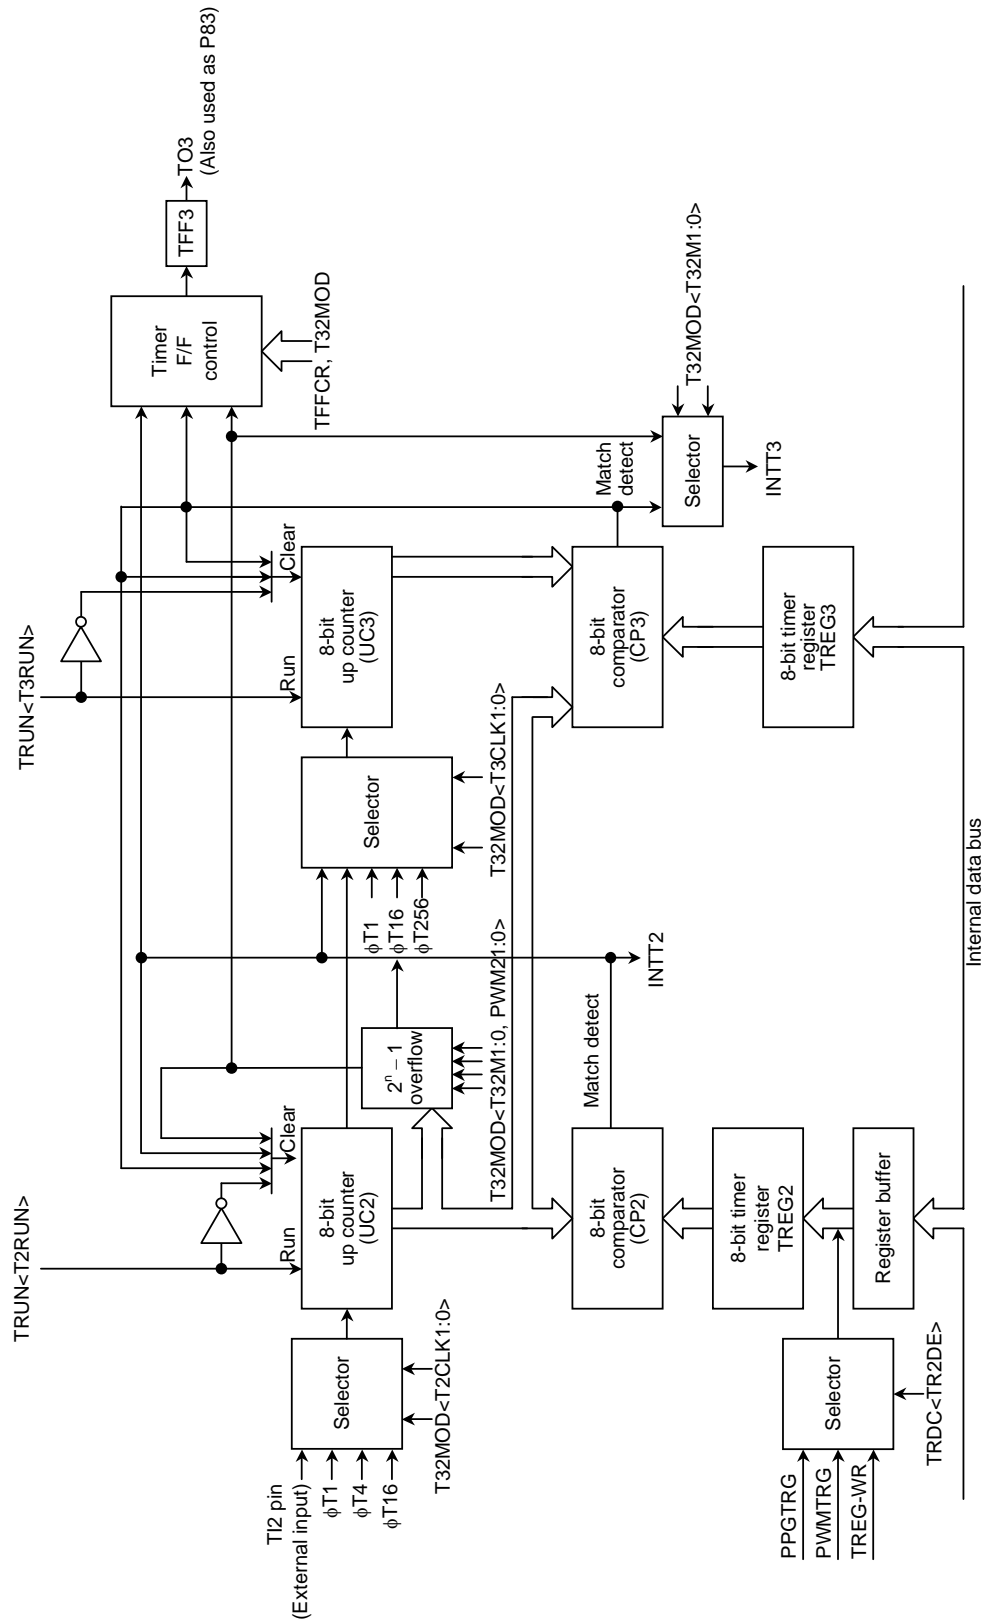 TRUN<T2RUN>
TRUN<T3RUN>
TI2 pin
(External input)
φT1
φT4
φT16
Selector
T32MOD<T2CLK1:0>
Run
Clear
8-bit
up counter
(UC2)
2ⁿ − 1
overflow
T32MOD<T32M1:0, PWM21:0>
φT1
φT16
φT256
Selector
T32MOD<T3CLK1:0>
Run
Clear
8-bit
up counter
(UC3)
Timer
F/F
control
TFFCR, T32MOD
TFF3
TO3
(Also used as P83)
8-bit
comparator
(CP2)
Match detect
INTT2
8-bit
comparator
(CP3)
Match
detect
Selector
T32MOD<T32M1:0>
INTT3
8-bit timer
register
TREG2
8-bit timer
register
TREG3
PPGTRG
PWMTRG
TREG-WR
Selector
TRDC<TR2DE>
Register buffer
Internal data bus